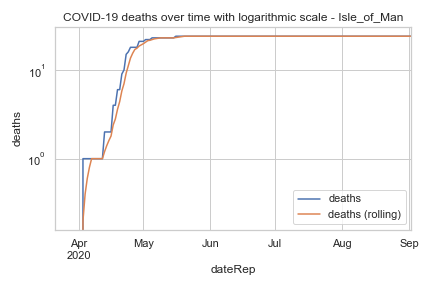 COVID-19 deaths over time with logarithmic scale - Isle_of_Man
deaths
10¹
10⁰
deaths
deaths (rolling)
Apr May Jun Jul Aug Sep
2020
dateRep